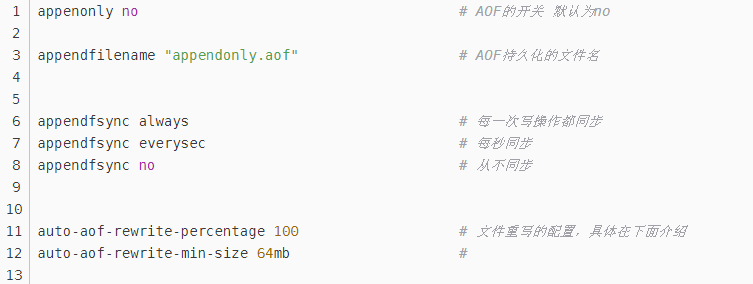 1 appenonly no # AOF的开关 默认为no
2
3 appendfilename "appendonly.aof" # AOF持久化的文件名
4
5
6 appendfsync always # 每一次写操作都同步
7 appendfsync everysec # 每秒同步
8 appendfsync no # 从不同步
9
10
11 auto-aof-rewrite-percentage 100 # 文件重写的配置，具体在下面介绍
12 auto-aof-rewrite-min-size 64mb #
13